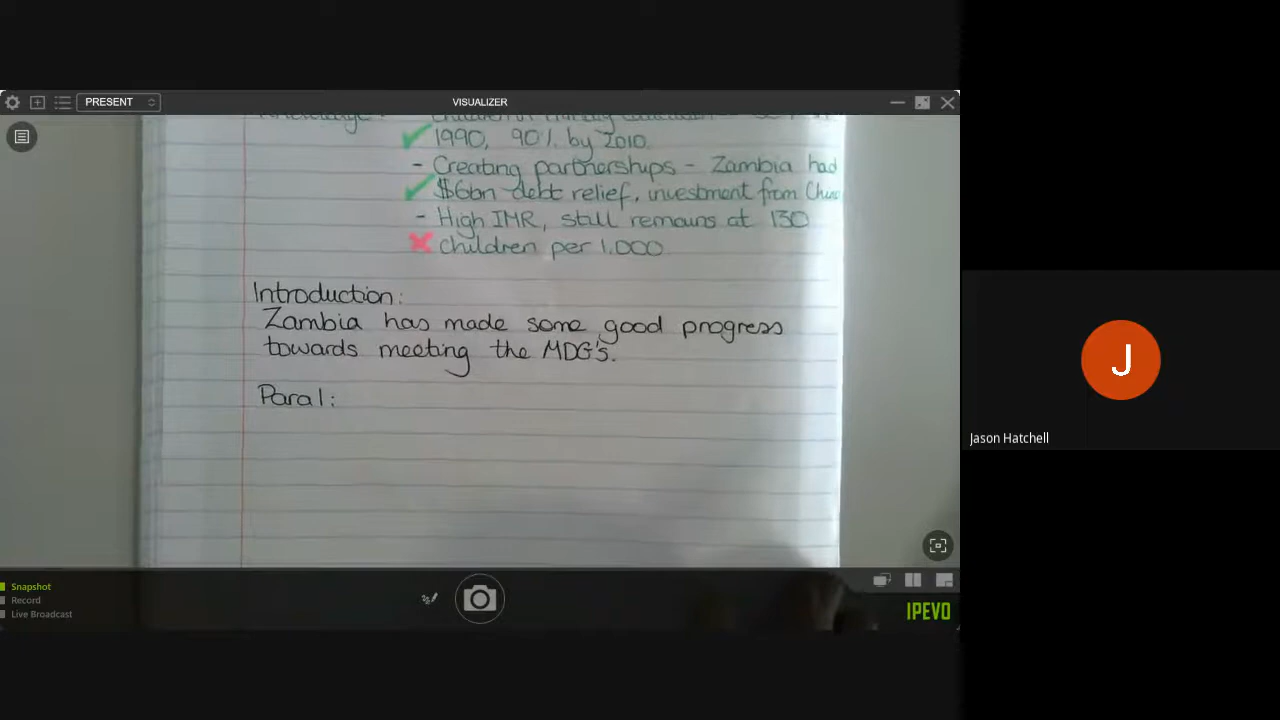 PRESENT
VISUALIZER
1990, 90% by 2010.
- Creating partnerships - Zambia had
$6bn debt relief, investment from
- High IMR, still remains at 130
children per 1,000
Introduction:
Zambia has made some good progress
towards meeting the MDG's.
Para1:
J
Jason Hatchell
Snapshot
Record
Live Broadcast
IPEVO